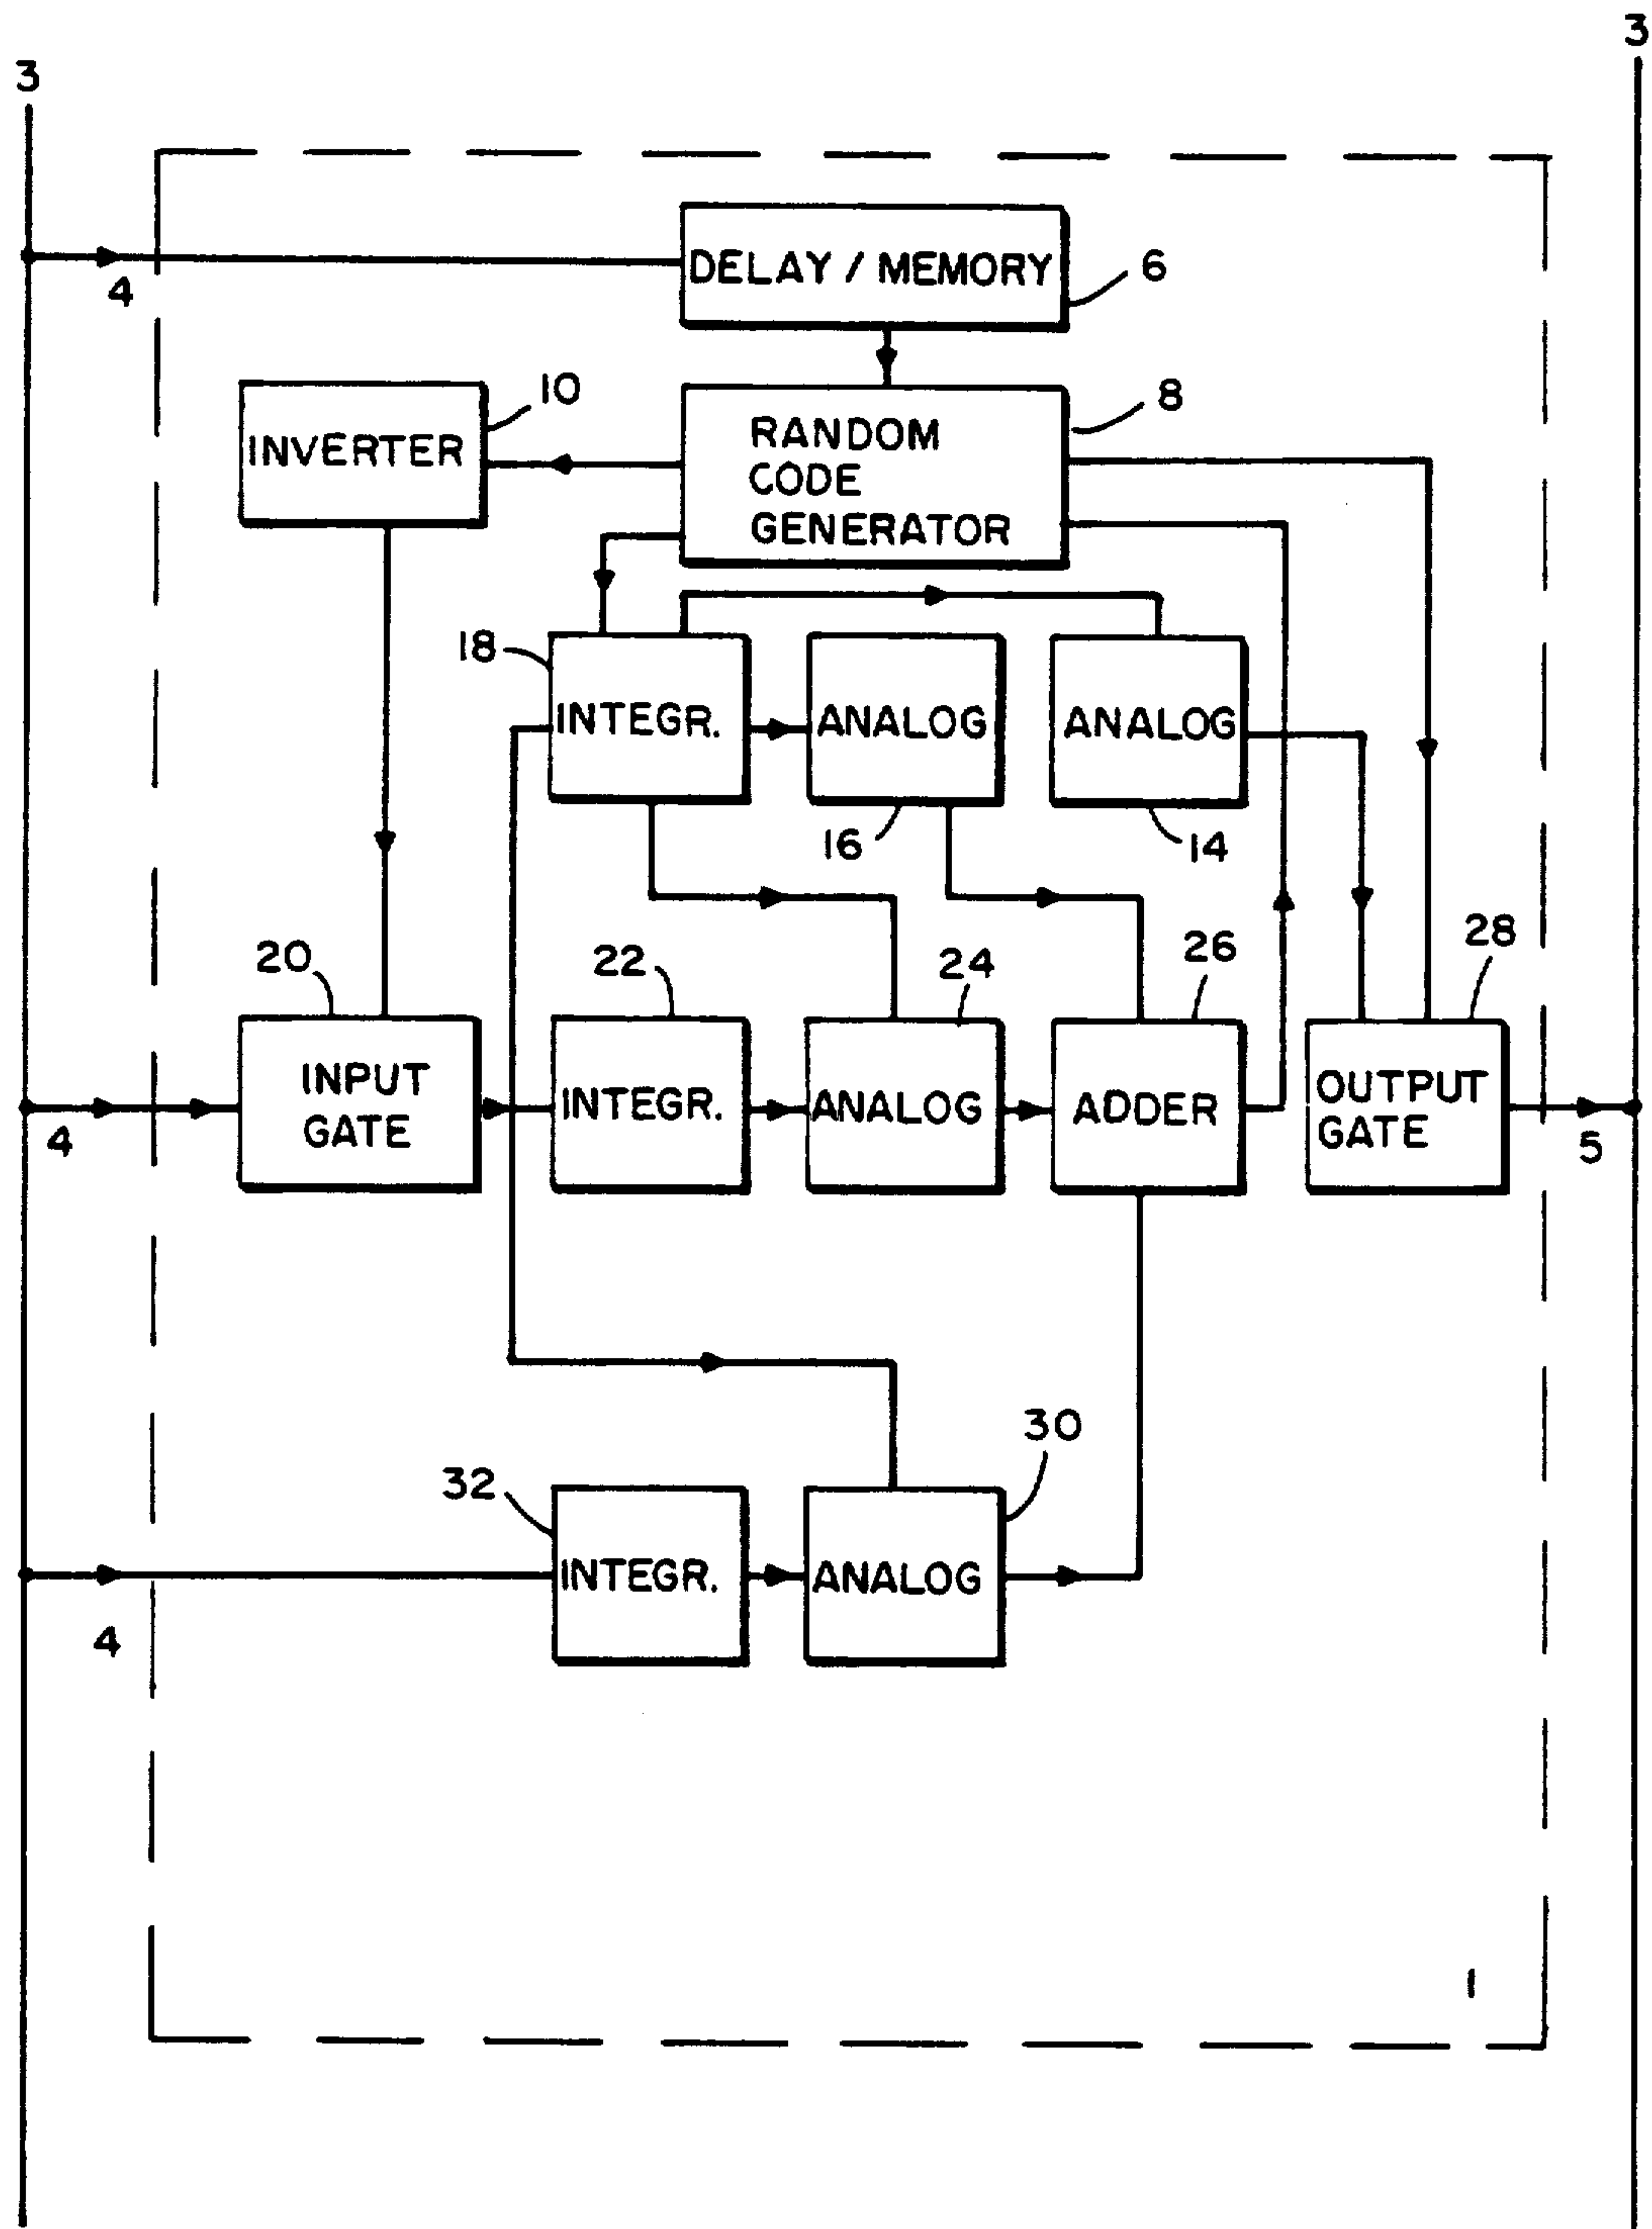 3
3
DELAY / MEMORY
6
4
10
8
INVERTER
RANDOM
CODE
GENERATOR
18
INTEGR.
ANALOG
ANALOG
16
14
20
22
24
26
28
INPUT
GATE
INTEGR.
ANALOG
ADDER
OUTPUT
GATE
4
5
30
32
INTEGR.
ANALOG
4
1